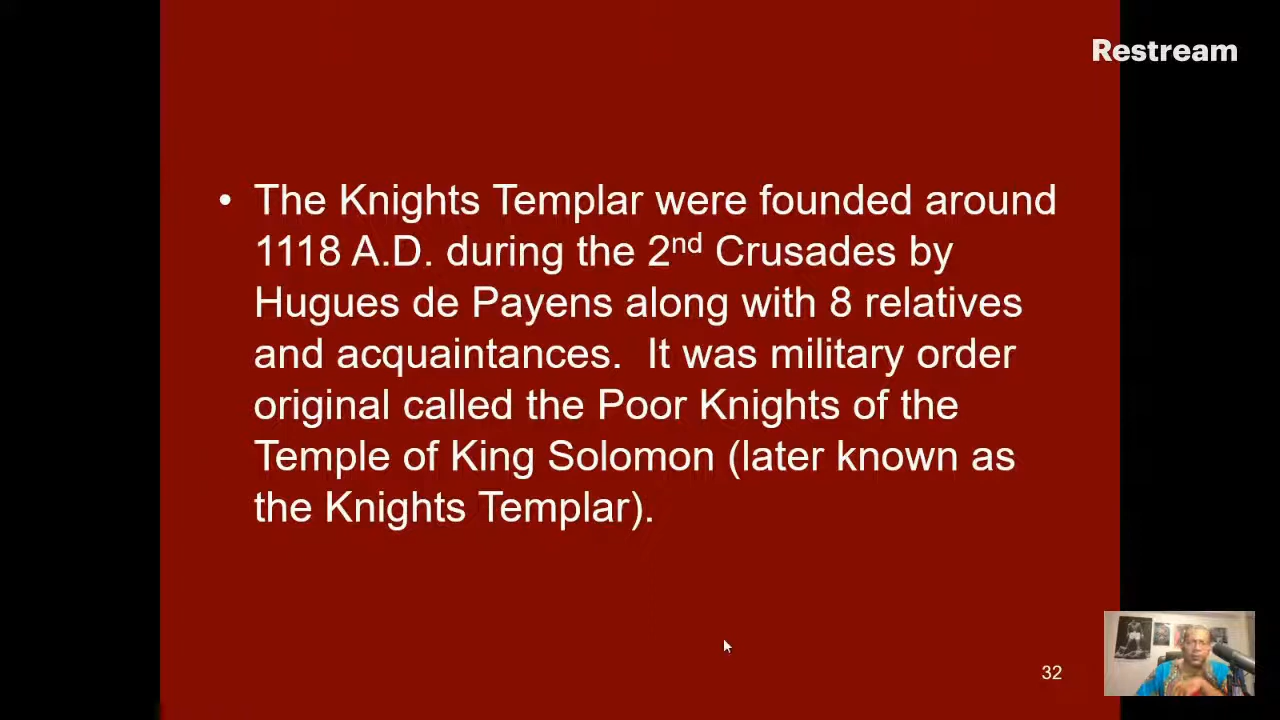 Restream
• The Knights Templar were founded around
1118 A.D. during the 2nd Crusades by
Hugues de Payens along with 8 relatives
and acquaintances.  It was military order
original called the Poor Knights of the
Temple of King Solomon (later known as
the Knights Templar).
32